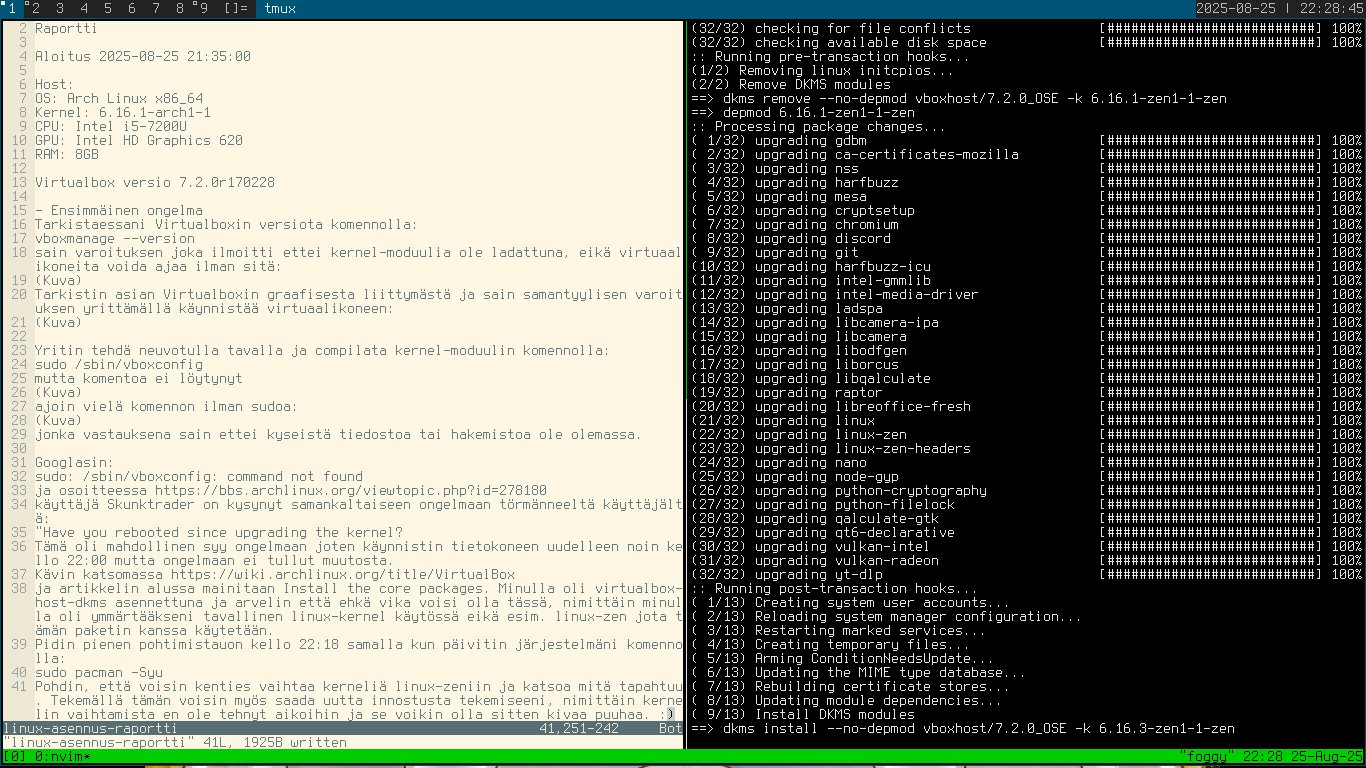 1 2 3 4 5 6 7 8 9 []= tmux 2025-08-25 | 22:28:45
2 Raportti
3
4 Aloitus 2025-08-25 21:35:00
5
6 Host:
7 OS: Arch Linux x86_64
8 Kernel: 6.16.1-arch1-1
9 CPU: Intel i5-7200U
10 GPU: Intel HD Graphics 620
11 RAM: 8GB
12
13 Virtualbox versio 7.2.0r170228
14
15 - Ensimmäinen ongelma
16 Tarkistaessani Virtualboxin versiota komennolla:
17 vboxmanage --version
18 sain varoituksen joka ilmoitti ettei kernel-moduulia ole ladattuna, eikä virtuaal
ikoneita voida ajaa ilman sitä:
19 (Kuva)
20 Tarkistin asian Virtualboxin graafisesta liittymästä ja sain samantyylisen varoit
uksen yrittämällä käynnistää virtuaalikoneen:
21 (Kuva)
22
23 Yritin tehdä neuvotulla tavalla ja compilata kernel-moduulin komennolla:
24 sudo /sbin/vboxconfig
25 mutta komentoa ei löytynyt
26 (Kuva)
27 ajoin vielä komennon ilman sudoa:
28 (Kuva)
29 jonka vastauksena sain ettei kyseistä tiedostoa tai hakemistoa ole olemassa.
30
31 Googlasin:
32 sudo: /sbin/vboxconfig: command not found
33 ja osoitteessa https://bbs.archlinux.org/viewtopic.php?id=278180
34 käyttäjä Skunktrader on kysynyt samankaltaiseen ongelmaan törmänneeltä käyttäjält
ä:
35 "Have you rebooted since upgrading the kernel?
36 Tämä oli mahdollinen syy ongelmaan joten käynnistin tietokoneen uudelleen noin ke
llo 22:00 mutta ongelmaan ei tullut muutosta.
37 Kävin katsomassa https://wiki.archlinux.org/title/VirtualBox
38 ja artikkelin alussa mainitaan Install the core packages. Minulla oli virtualbox-
host-dkms asennettuna ja arvelin että ehkä vika voisi olla tässä, nimittäin minul
la oli ymmärtääkseni tavallinen linux-kernel käytössä eikä esim. linux-zen jota t
ämän paketin kanssa käytetään.
39 Pidin pienen pohtimistauon kello 22:18 samalla kun päivitin järjestelmäni komenno
lla:
40 sudo pacman -Syu
41 Pohdin, että voisin kenties vaihtaa kerneliä linux-zeniin ja katsoa mitä tapahtuu
. Tekemällä tämän voisin myös saada uutta innostusta tekemiseeni, nimittäin kerne
lin vaihtamista en ole tehnyt aikoihin ja se voikin olla sitten kivaa puuhaa. :)
linux-asennus-raportti 41,251-242 Bot
"linux-asennus-raportti" 41L, 1925B written
(32/32) checking for file conflicts [##########################] 100%
(32/32) checking available disk space [##########################] 100%
:: Running pre-transaction hooks...
(1/2) Removing linux initcpios...
(2/2) Remove DKMS modules
==> dkms remove --no-depmod vboxhost/7.2.0_OSE -k 6.16.1-zen1-1-zen
==> depmod 6.16.1-zen1-1-zen
:: Processing package changes...
( 1/32) upgrading gdbm [##########################] 100%
( 2/32) upgrading ca-certificates-mozilla [##########################] 100%
( 3/32) upgrading nss [##########################] 100%
( 4/32) upgrading harfbuzz [##########################] 100%
( 5/32) upgrading mesa [##########################] 100%
( 6/32) upgrading cryptsetup [##########################] 100%
( 7/32) upgrading chromium [##########################] 100%
( 8/32) upgrading discord [##########################] 100%
( 9/32) upgrading git [##########################] 100%
(10/32) upgrading harfbuzz-icu [##########################] 100%
(11/32) upgrading intel-gmmlib [##########################] 100%
(12/32) upgrading intel-media-driver [##########################] 100%
(13/32) upgrading ladspa [##########################] 100%
(14/32) upgrading libcamera-ipa [##########################] 100%
(15/32) upgrading libcamera [##########################] 100%
(16/32) upgrading libodfgen [##########################] 100%
(17/32) upgrading liborcus [##########################] 100%
(18/32) upgrading libqalculate [##########################] 100%
(19/32) upgrading raptor [##########################] 100%
(20/32) upgrading libreoffice-fresh [##########################] 100%
(21/32) upgrading linux [##########################] 100%
(22/32) upgrading linux-zen [##########################] 100%
(23/32) upgrading linux-zen-headers [##########################] 100%
(24/32) upgrading nano [##########################] 100%
(25/32) upgrading node-gyp [##########################] 100%
(26/32) upgrading python-cryptography [##########################] 100%
(27/32) upgrading python-filelock [##########################] 100%
(28/32) upgrading qalculate-gtk [##########################] 100%
(29/32) upgrading qt6-declarative [##########################] 100%
(30/32) upgrading vulkan-intel [##########################] 100%
(31/32) upgrading vulkan-radeon [##########################] 100%
(32/32) upgrading yt-dlp [##########################] 100%
:: Running post-transaction hooks...
( 1/13) Creating system user accounts...
( 2/13) Reloading system manager configuration...
( 3/13) Restarting marked services...
( 4/13) Creating temporary files...
( 5/13) Arming ConditionNeedsUpdate...
( 6/13) Updating the MIME type database...
( 7/13) Rebuilding certificate stores...
( 8/13) Updating module dependencies...
( 9/13) Install DKMS modules
==> dkms install --no-depmod vboxhost/7.2.0_OSE -k 6.16.3-zen1-1-zen
[0] 0:nvim* "foggy" 22:28 25-Aug-25